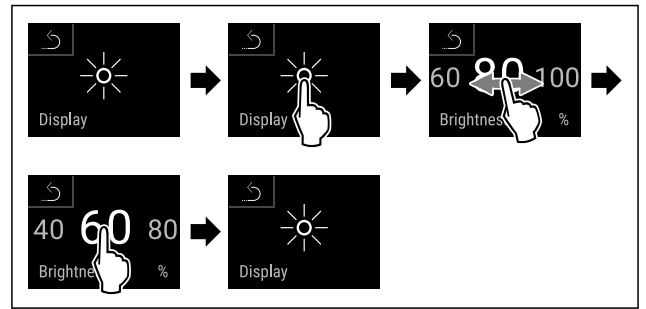 Display
Display
60 80 100
Brightnes %
40 60 80
Brightne %
Display